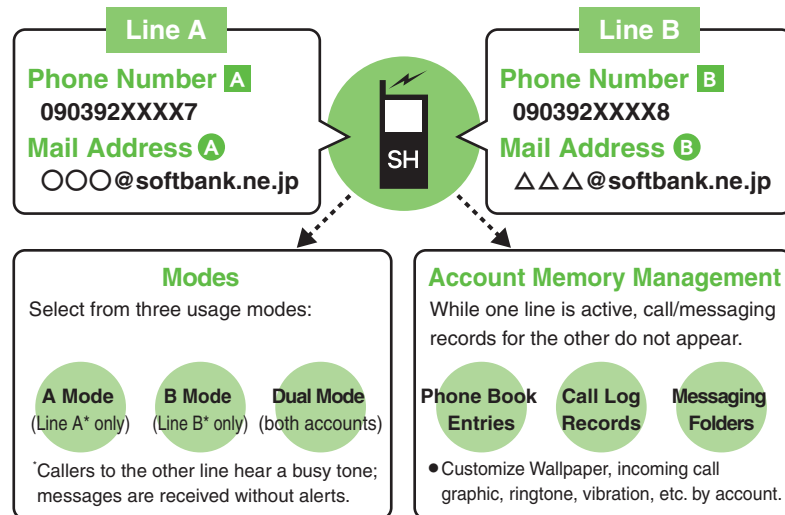 Line A
Phone Number A
090392XXXX7
Mail Address A
○○○@softbank.ne.jp
SH
Line B
Phone Number B
090392XXXX8
Mail Address B
△△△@softbank.ne.jp
Modes
Select from three usage modes:
A Mode
(Line A* only)
B Mode
(Line B* only)
Dual Mode
(both accounts)
*Callers to the other line hear a busy tone;
messages are received without alerts.
Account Memory Management
While one line is active, call/messaging
records for the other do not appear.
Phone Book
Entries
Call Log
Records
Messaging
Folders
●Customize Wallpaper, incoming call
graphic, ringtone, vibration, etc. by account.